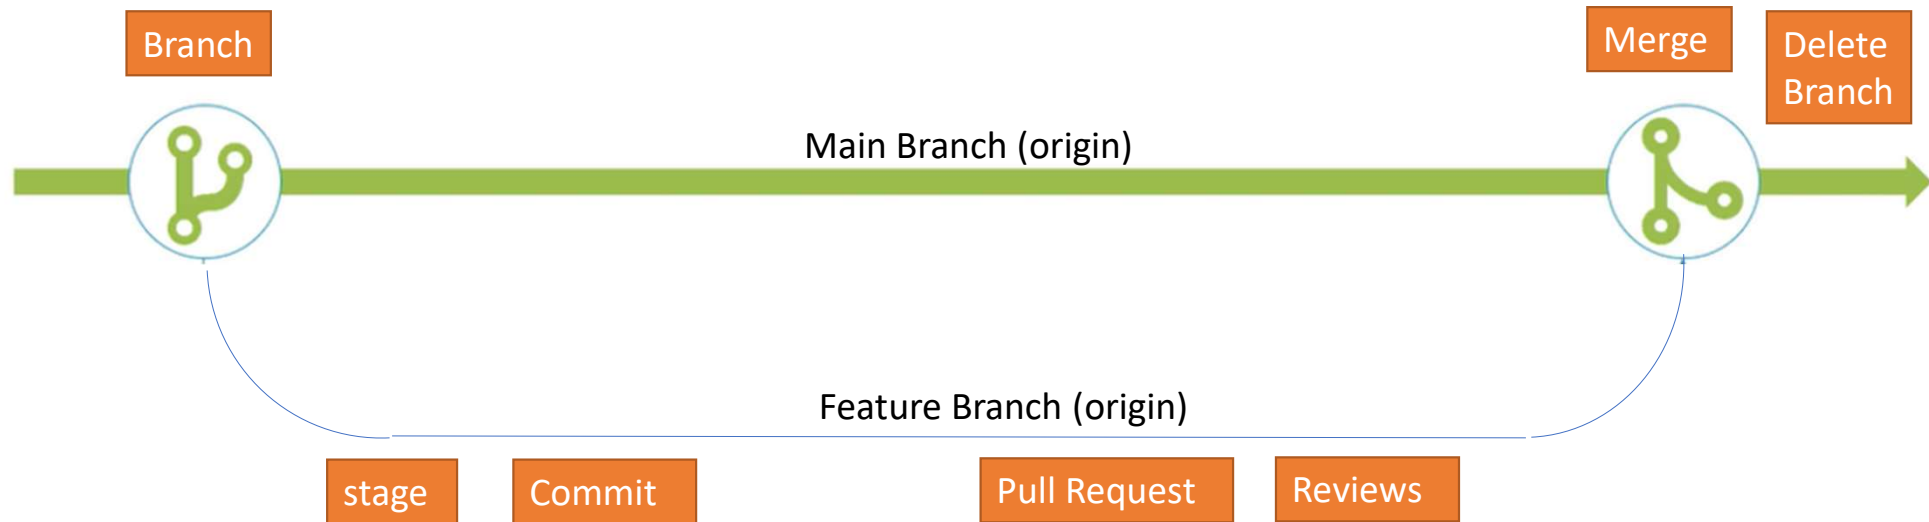 Branch
Merge
Delete
Branch
Main Branch (origin)
Feature Branch (origin)
stage
Commit
Pull Request
Reviews